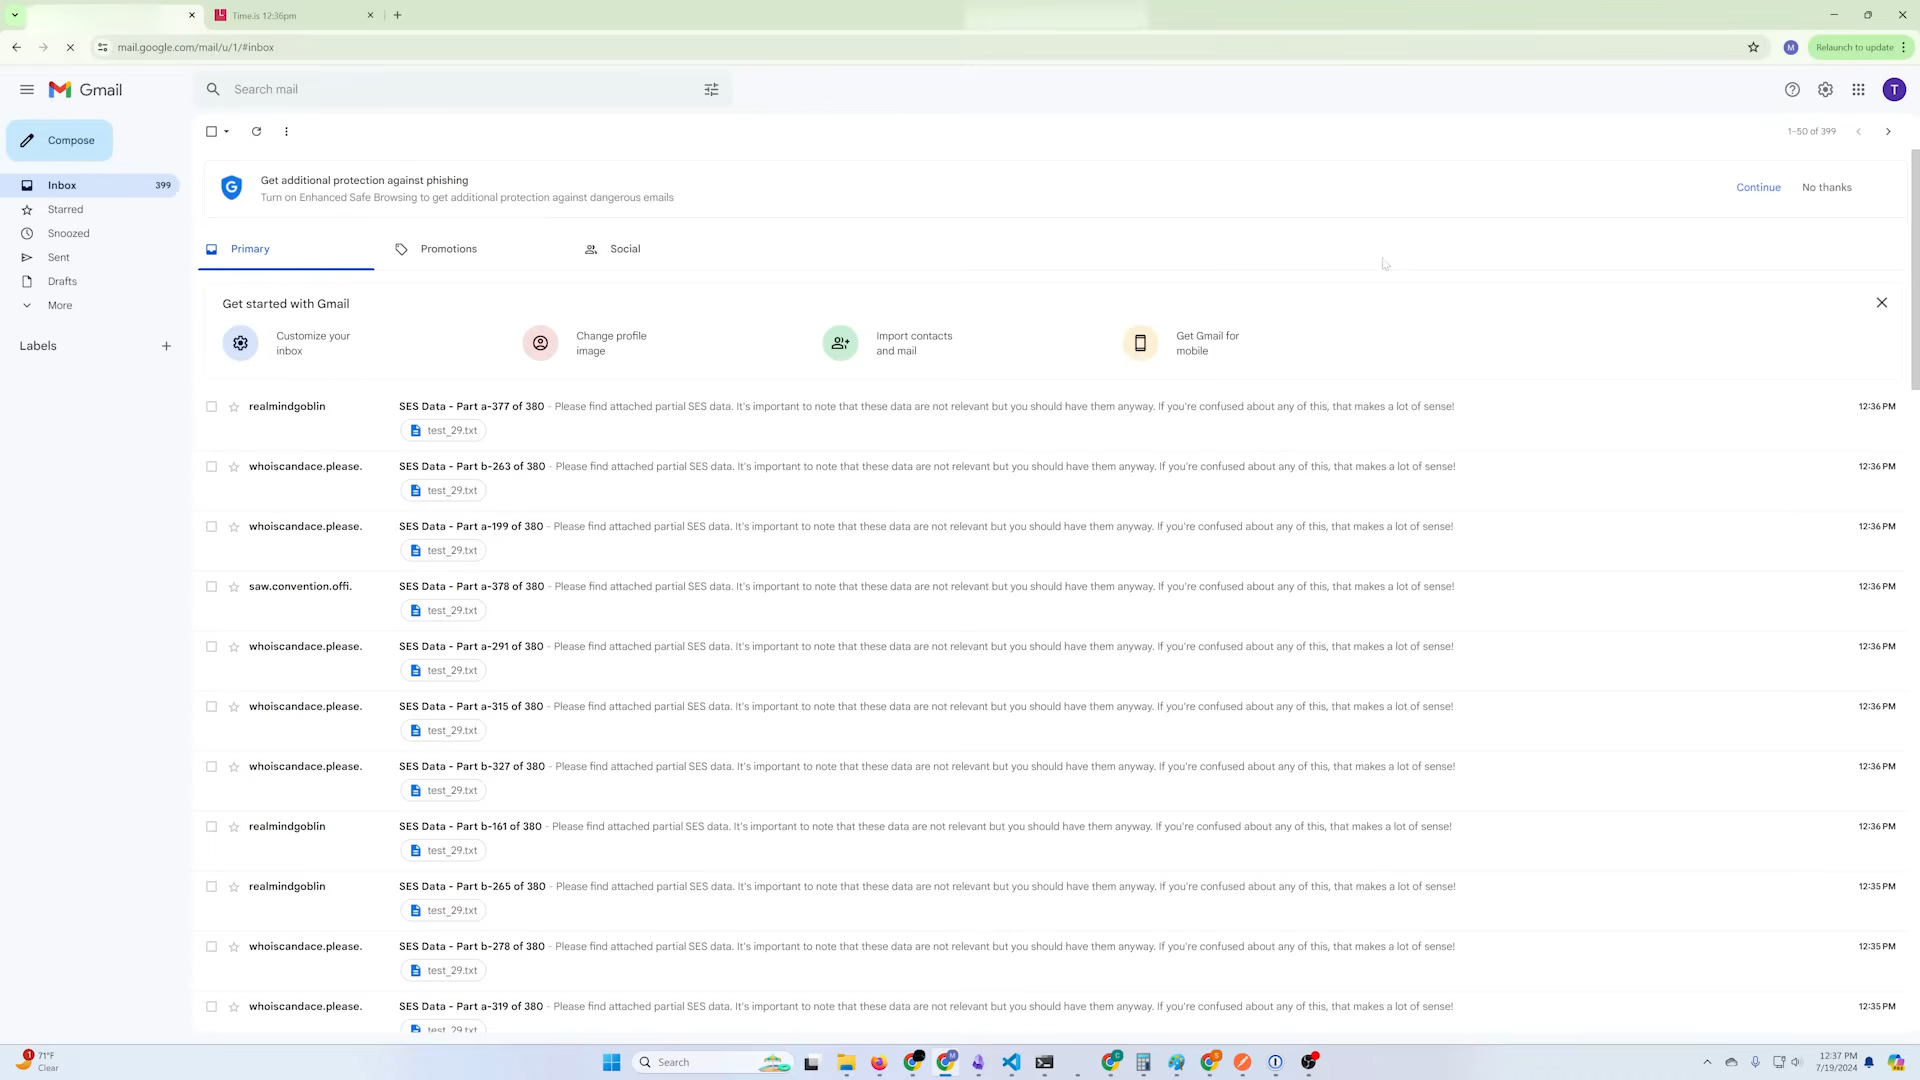 Time.is 12:36pm
mail.google.com/mail/u/1/#inbox
M
Relaunch to update
Gmail
Search mail
T
Compose
1–50 of 399
Get additional protection against phishing
Turn on Enhanced Safe Browsing to get additional protection against dangerous emails
Continue
No thanks
Inbox 399
Starred
Snoozed
Sent
Drafts
More
Labels
Primary
Promotions
Social
Get started with Gmail
Customize your
inbox
Change profile
image
Import contacts
and mail
Get Gmail for
mobile
realmindgoblin SES Data - Part a-377 of 380 - Please find attached partial SES data. It's important to note that these data are not relevant but you should have them anyway. If you're confused about any of this, that makes a lot of sense! 12:36 PM
test_29.txt
whoiscandace.please. SES Data - Part b-263 of 380 - Please find attached partial SES data. It's important to note that these data are not relevant but you should have them anyway. If you're confused about any of this, that makes a lot of sense! 12:36 PM
test_29.txt
whoiscandace.please. SES Data - Part a-199 of 380 - Please find attached partial SES data. It's important to note that these data are not relevant but you should have them anyway. If you're confused about any of this, that makes a lot of sense! 12:36 PM
test_29.txt
saw.convention.offi. SES Data - Part a-378 of 380 - Please find attached partial SES data. It's important to note that these data are not relevant but you should have them anyway. If you're confused about any of this, that makes a lot of sense! 12:36 PM
test_29.txt
whoiscandace.please. SES Data - Part a-291 of 380 - Please find attached partial SES data. It's important to note that these data are not relevant but you should have them anyway. If you're confused about any of this, that makes a lot of sense! 12:36 PM
test_29.txt
whoiscandace.please. SES Data - Part a-315 of 380 - Please find attached partial SES data. It's important to note that these data are not relevant but you should have them anyway. If you're confused about any of this, that makes a lot of sense! 12:36 PM
test_29.txt
whoiscandace.please. SES Data - Part b-327 of 380 - Please find attached partial SES data. It's important to note that these data are not relevant but you should have them anyway. If you're confused about any of this, that makes a lot of sense! 12:36 PM
test_29.txt
realmindgoblin SES Data - Part b-161 of 380 - Please find attached partial SES data. It's important to note that these data are not relevant but you should have them anyway. If you're confused about any of this, that makes a lot of sense! 12:36 PM
test_29.txt
realmindgoblin SES Data - Part b-265 of 380 - Please find attached partial SES data. It's important to note that these data are not relevant but you should have them anyway. If you're confused about any of this, that makes a lot of sense! 12:35 PM
test_29.txt
whoiscandace.please. SES Data - Part b-278 of 380 - Please find attached partial SES data. It's important to note that these data are not relevant but you should have them anyway. If you're confused about any of this, that makes a lot of sense! 12:35 PM
test_29.txt
whoiscandace.please. SES Data - Part a-319 of 380 - Please find attached partial SES data. It's important to note that these data are not relevant but you should have them anyway. If you're confused about any of this, that makes a lot of sense! 12:35 PM
test_29.txt
1 71°F
Clear
Search
12:37 PM
7/19/2024